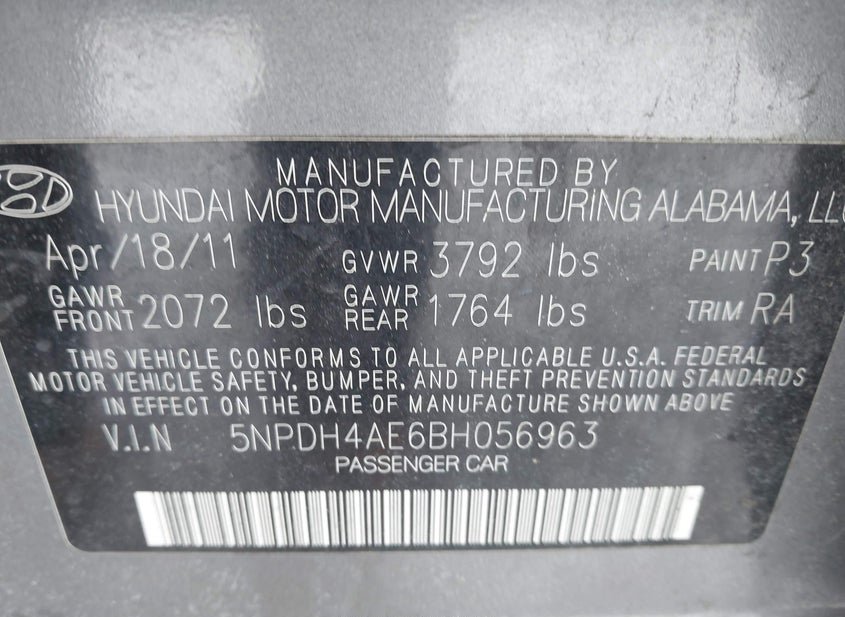 MANUFACTURED BY
HYUNDAI MOTOR MANUFACTURING ALABAMA, LLC
Apr/18/11 GVWR 3792 lbs PAINT P3
GAWR FRONT 2072 lbs GAWR REAR 1764 lbs TRIM RA
THIS VEHICLE CONFORMS TO ALL APPLICABLE U.S.A. FEDERAL
MOTOR VEHICLE SAFETY, BUMPER, AND THEFT PREVENTION STANDARDS
IN EFFECT ON THE DATE OF MANUFACTURE SHOWN ABOVE
V.I.N 5NPDH4AE6BH056963
PASSENGER CAR